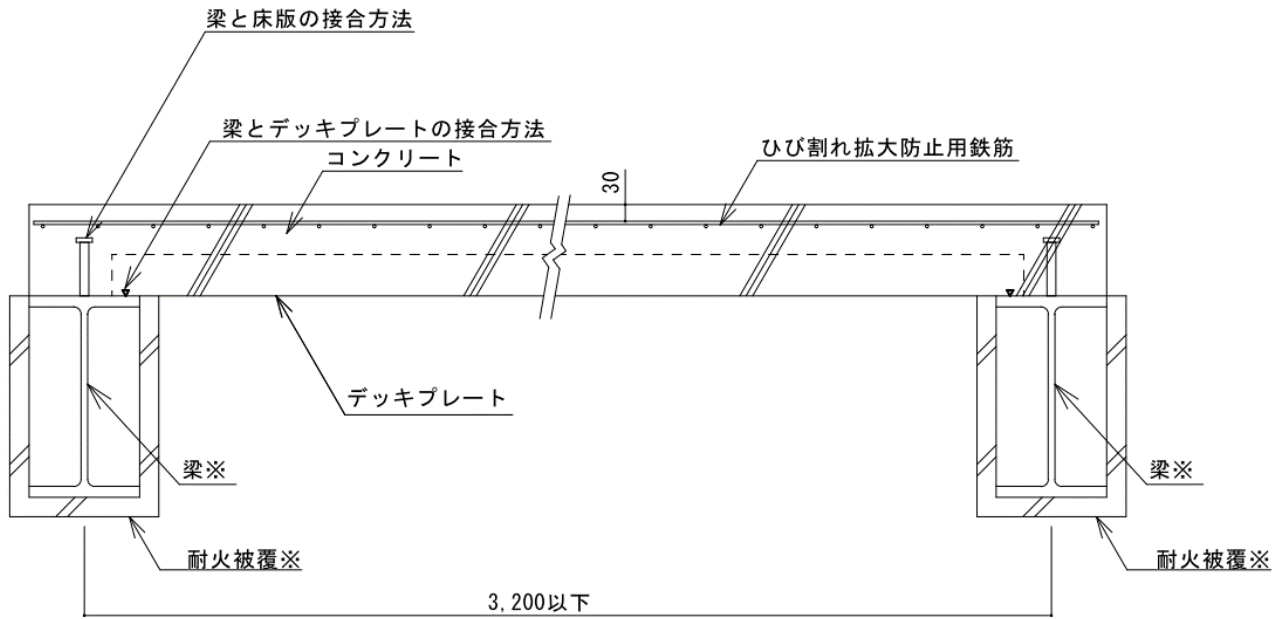 梁と床版の接合方法
梁とデッキプレートの接合方法
コンクリート
ひび割れ拡大防止用鉄筋
30
デッキプレート
梁※
梁※
耐火被覆※
耐火被覆※
3,200以下